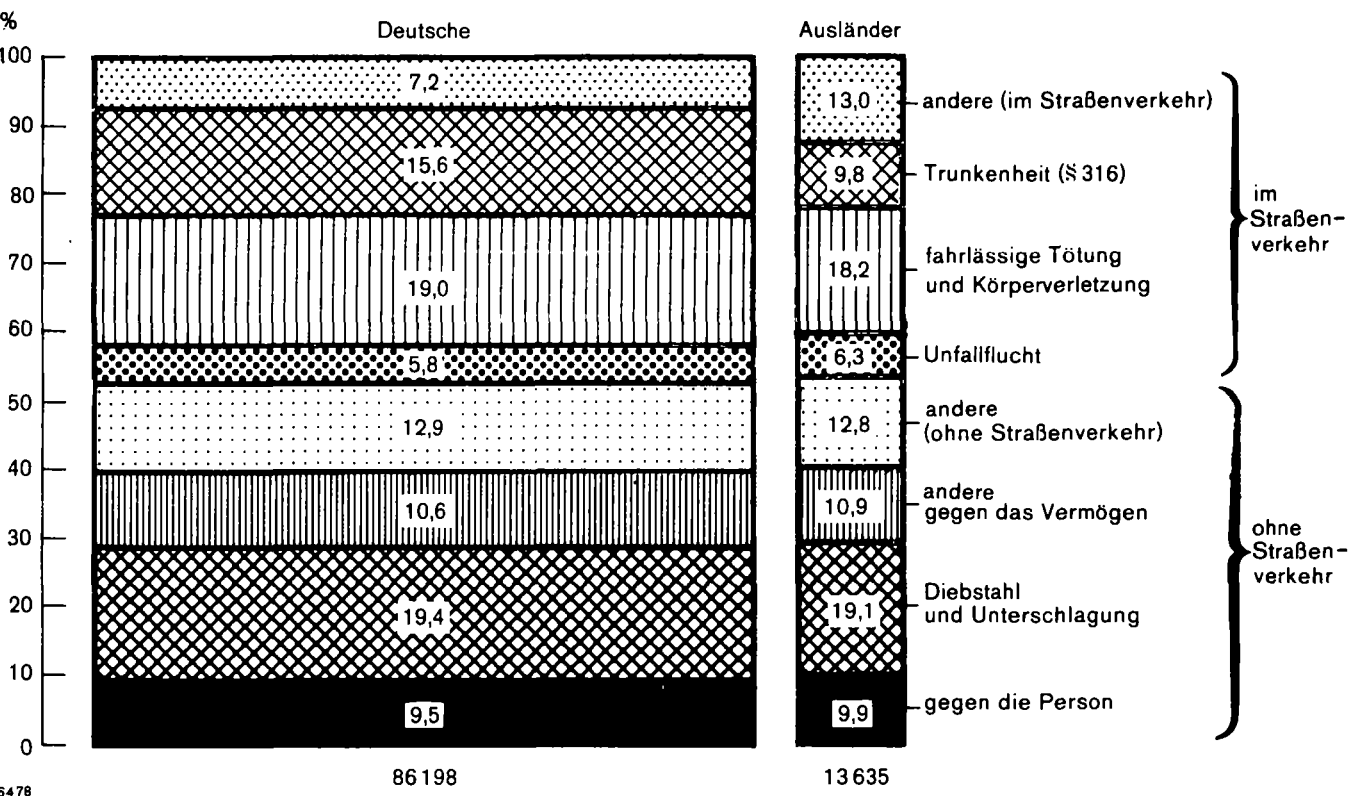 %
Deutsche
Ausländer
100
90
80
70
60
50
40
30
20
10
0
7,2
15,6
19,0
5,8
12,9
10,6
19,4
9,5
86 198
13,0
9,8
18,2
6,3
12,8
10,9
19,1
9,9
13 635
andere (im Straßenverkehr)
Trunkenheit (§ 316)
fahrlässige Tötung
und Körperverletzung
Unfallflucht
andere
(ohne Straßenverkehr)
andere
gegen das Vermögen
Diebstahl
und Unterschlagung
gegen die Person
im
Straßen-
verkehr
ohne
Straßen-
verkehr